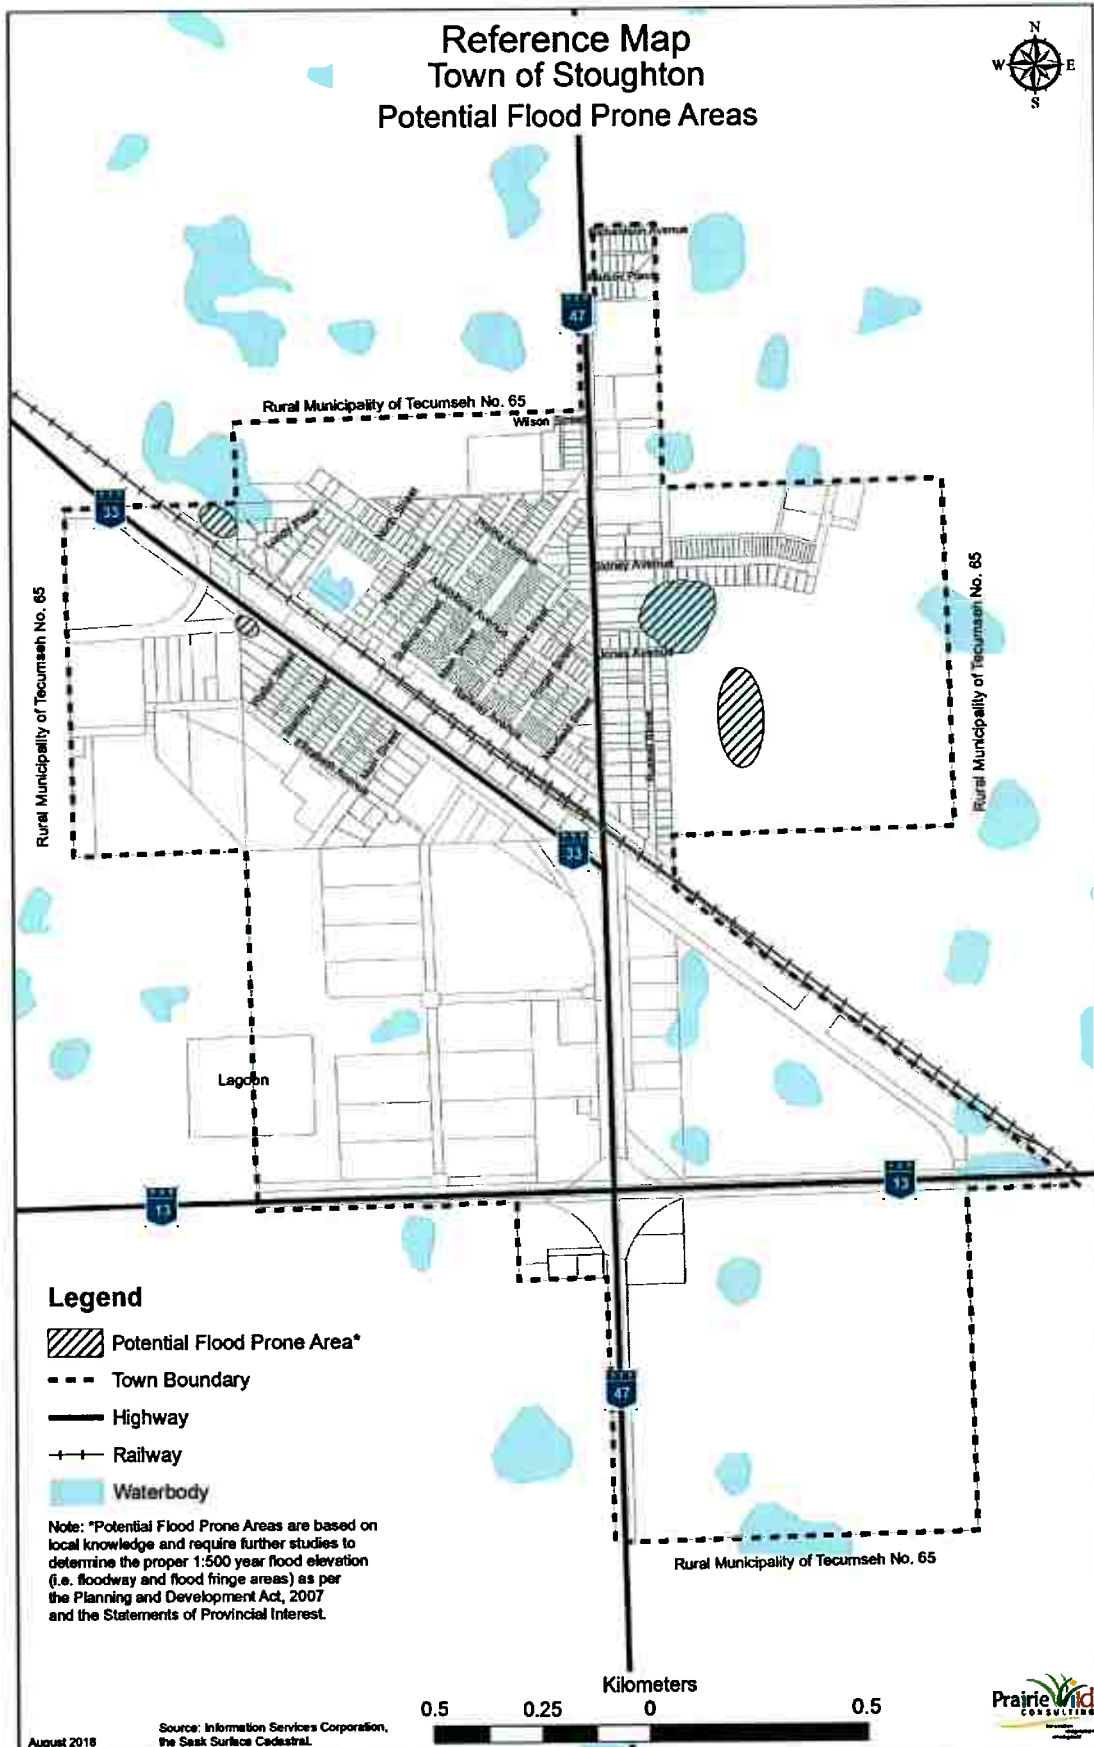 Reference Map
Town of Stoughton
Potential Flood Prone Areas
N
W E
S
47
Rural Municipality of Tecumseh No. 65
Wilson
33
Sidney Avenue
Jones Avenue
Rural Municipality of Tecumseh No. 65
Rural Municipality of Tecumseh No. 65
33
Lagoon
13
13
47
Legend
Potential Flood Prone Area*
Town Boundary
Highway
Railway
Waterbody
Note: *Potential Flood Prone Areas are based on
local knowledge and require further studies to
determine the proper 1:500 year flood elevation
(i.e. floodway and flood fringe areas) as per
the Planning and Development Act, 2007
and the Statements of Provincial Interest.
Rural Municipality of Tecumseh No. 65
Kilometers
0.5 0.25 0 0.5
Prairie Wild
CONSULTING
Source: Information Services Corporation,
the Sask Surface Cadastral.
August 2018